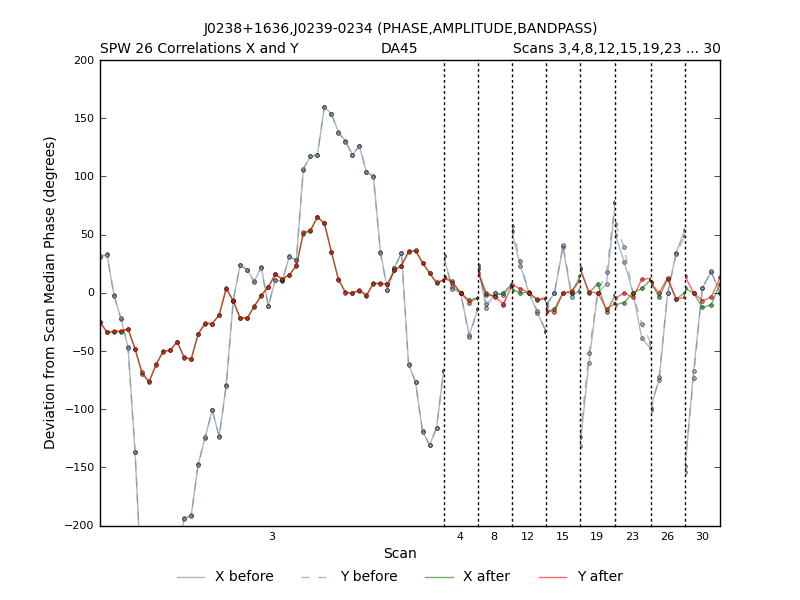 J0238+1636,J0239-0234 (PHASE,AMPLITUDE,BANDPASS)
SPW 26 Correlations X and Y DA45 Scans 3,4,8,12,15,19,23 ... 30
200
150
100
50
0
−50
−100
−150
−200
Deviation from Scan Median Phase (degrees)
3 4 8 12 15 19 23 26 30
Scan
X before Y before X after Y after